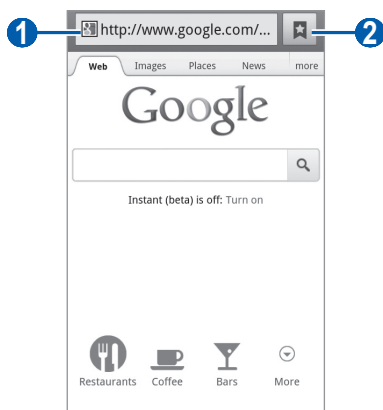 1 http://www.google.com/... 2
Web Images Places News more
Google
Instant (beta) is off: Turn on
Restaurants Coffee Bars More